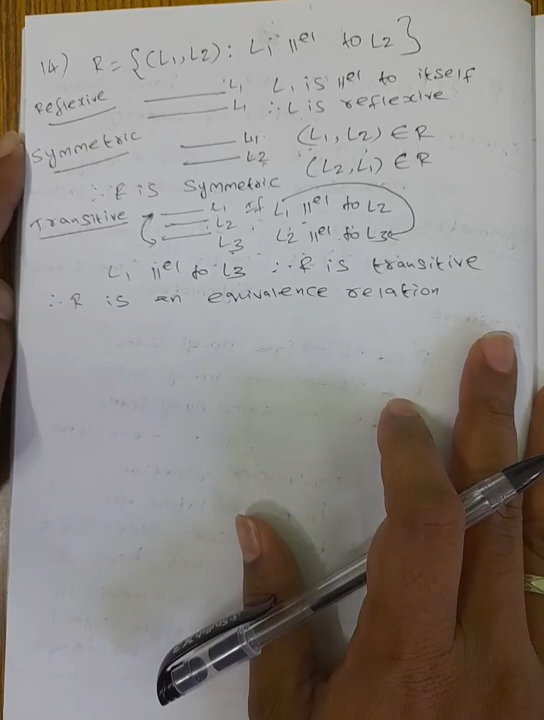 14) R = {(L1, L2) : L1 ||el to L2}
Reflexive L1 L1 is ||el to itself
L1 ∴ L is reflexive
Symmetric L1 (L1, L2) ∈ R
L2 (L2, L1) ∈ R
∴ R is symmetric
Transitive L1 If L1 ||el to L2
L2
L3 L2 ||el to L3
L1 ||el to L3 ∴ R is transitive
∴ R is an equivalence relation